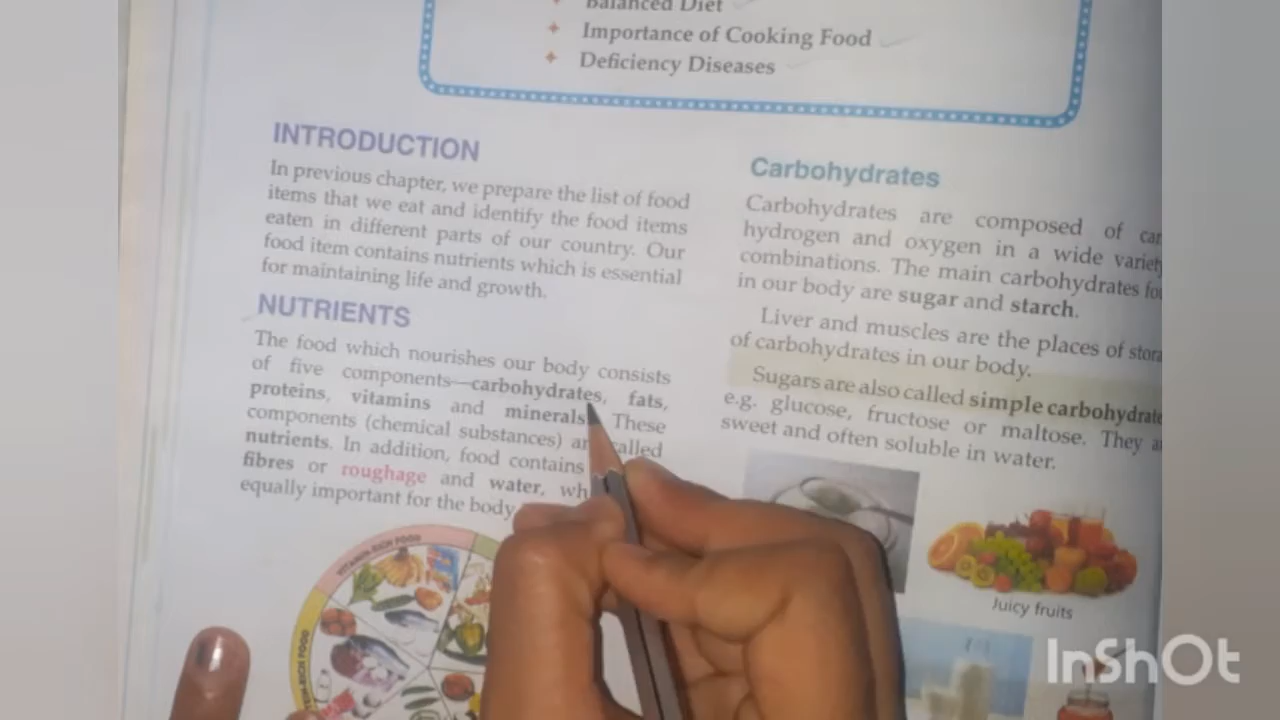 Balanced Diet
Importance of Cooking Food
Deficiency Diseases
INTRODUCTION
In previous chapter, we prepare the list of food
items that we eat and identify the food items
eaten in different parts of our country. Our
food item contains nutrients which is essential
for maintaining life and growth.
NUTRIENTS
The food which nourishes our body consists
of five components—carbohydrates, fats,
proteins, vitamins and minerals. These
components (chemical substances) called
nutrients. In addition, food contains
fibres or roughage and water,
equally important for the body
VITAMIN-RICH FOOD
FOOD
Carbohydrates
Carbohydrates are composed of
hydrogen and oxygen in a wide
combinations. The main carbohydrates
in our body are sugar and starch.
Liver and muscles are the places of
of carbohydrates in our body.
Sugars are also called simple
e.g. glucose, fructose or maltose. They
sweet and often soluble in water.
Juicy fruits
InShOt